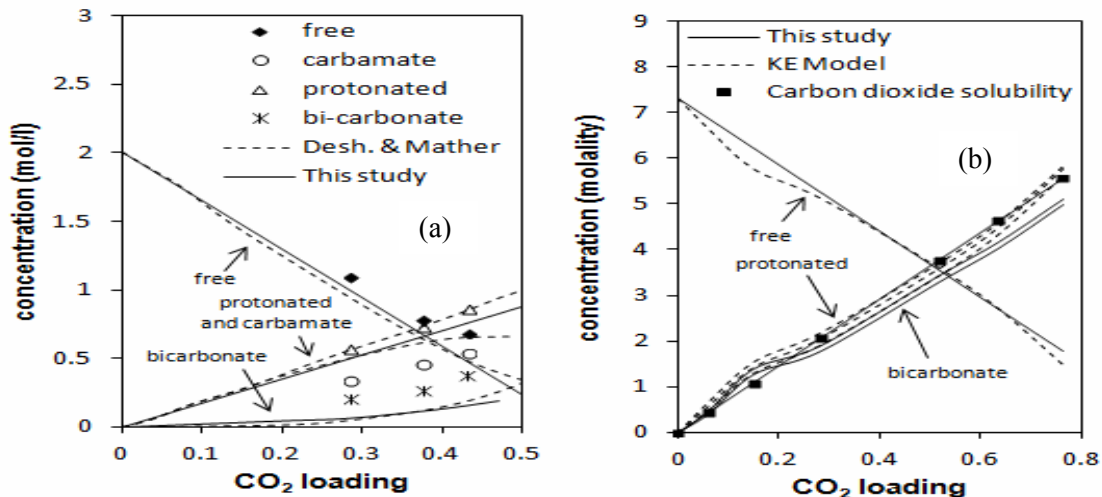 3
2.5
2
1.5
1
0.5
0
0
0.1
0.2
0.3
0.4
0.5
concentration (mol/l)
CO₂ loading
free
carbamate
protonated
bi-carbonate
Desh. & Mather
This study
(a)
free
protonated
and carbamate
bicarbonate
9
8
7
6
5
4
3
2
1
0
0
0.2
0.4
0.6
0.8
concentration (molality)
CO₂ loading
This study
KE Model
Carbon dioxide solubility
(b)
free
protonated
bicarbonate